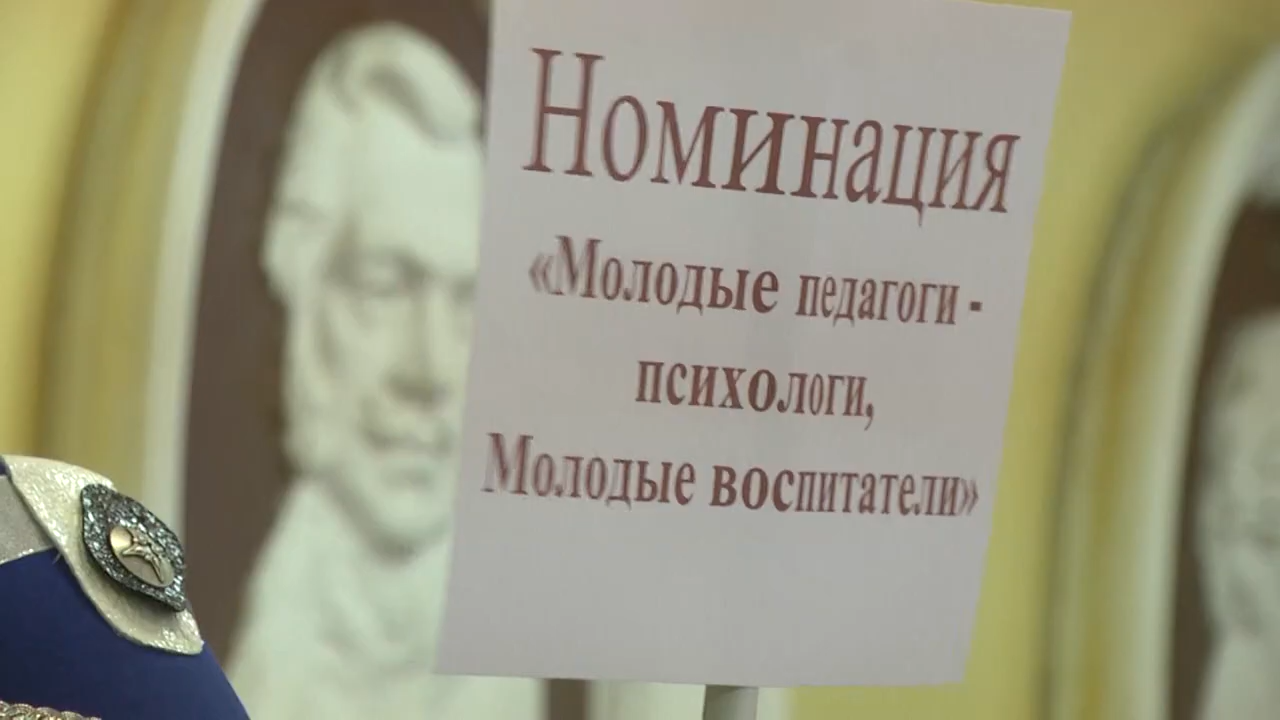 Номинация
«Молодые педагоги -
психологи,
Молодые воспитатели»